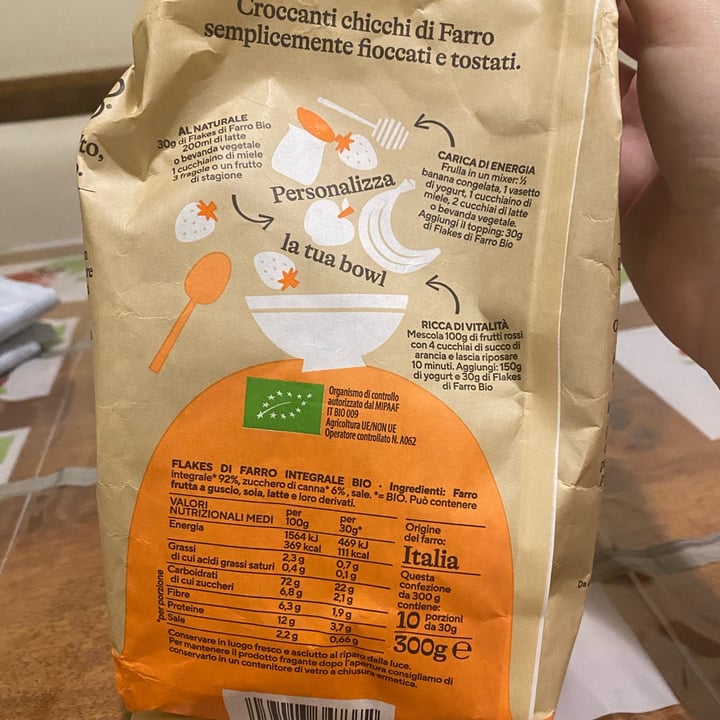 Croccanti chicchi di Farro
semplicemente fioccati e tostati.
to,
AL NATURALE
30g di Flakes di Farro Bio
200ml di latte
o bevanda vegetale
1 cucchiaino di miele
3 fragole o un frutto
di stagione
CARICA DI ENERGIA
Frulla in un mixer: ½
banana congelata, 1 vasetto
di yogurt, 1 cucchiaino di
miele, 2 cucchiai di latte
o bevanda vegetale.
Aggiungi il topping: 30g
di Flakes di Farro Bio
Personalizza
la tua bowl
RICCA DI VITALITÀ
Mescola 100g di frutti rossi
con 4 cucchiai di succo di
arancia e lascia riposare
10 minuti. Aggiungi: 150g
di yogurt e 30g di Flakes
di Farro Bio
Organismo di controllo
autorizzato dal MIPAAF
IT BIO 009
Agricoltura UE/NON UE
Operatore controllato N. A062
FLAKES DI FARRO INTEGRALE BIO · Ingredienti: Farro
integrale* 92%, zucchero di canna* 6%, sale. *= BIO. Può contenere
frutta a guscio, soia, latte e loro derivati.
VALORI per per
NUTRIZIONALI MEDI 100g 30g*
Energia 1564 kJ 469 kJ
369 kcal 111 kcal
Grassi 2,3 g 0,7 g
di cui acidi grassi saturi 0,4 g 0,1 g
Carboidrati 72 g 22 g
di cui zuccheri 6,8 g 2,1 g
Fibre 6,3 g 1,9 g
Proteine 12 g 3,7 g
Sale 2,2 g 0,66 g
*per porzione
Origine
del farro:
Italia
Questa
confezione
da 300 g
contiene:
10 porzioni
da 30g
300g e
Conservare in luogo fresco e asciutto al riparo dalla luce.
Per mantenere il prodotto fragante dopo l'apertura consigliamo di
conservarlo in un contenitore di vetro a chiusura ermetica.